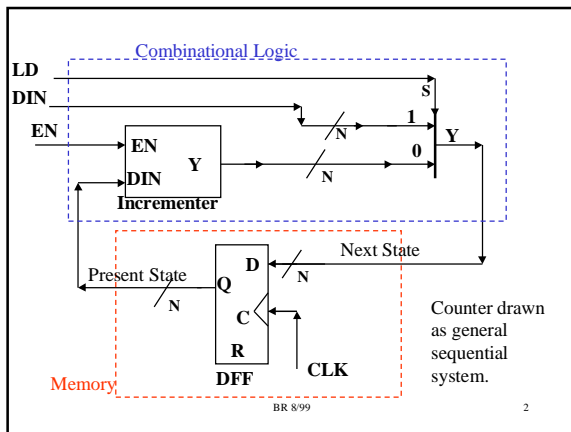 Combinational Logic
LD
DIN
S
1
N
Y
EN
EN
Y
0
N
DIN
Incrementer
Next State
D
N
Present State
Q
N
C
R
DFF
CLK
Memory
Counter drawn
as general
sequential
system.
BR 8/99
2